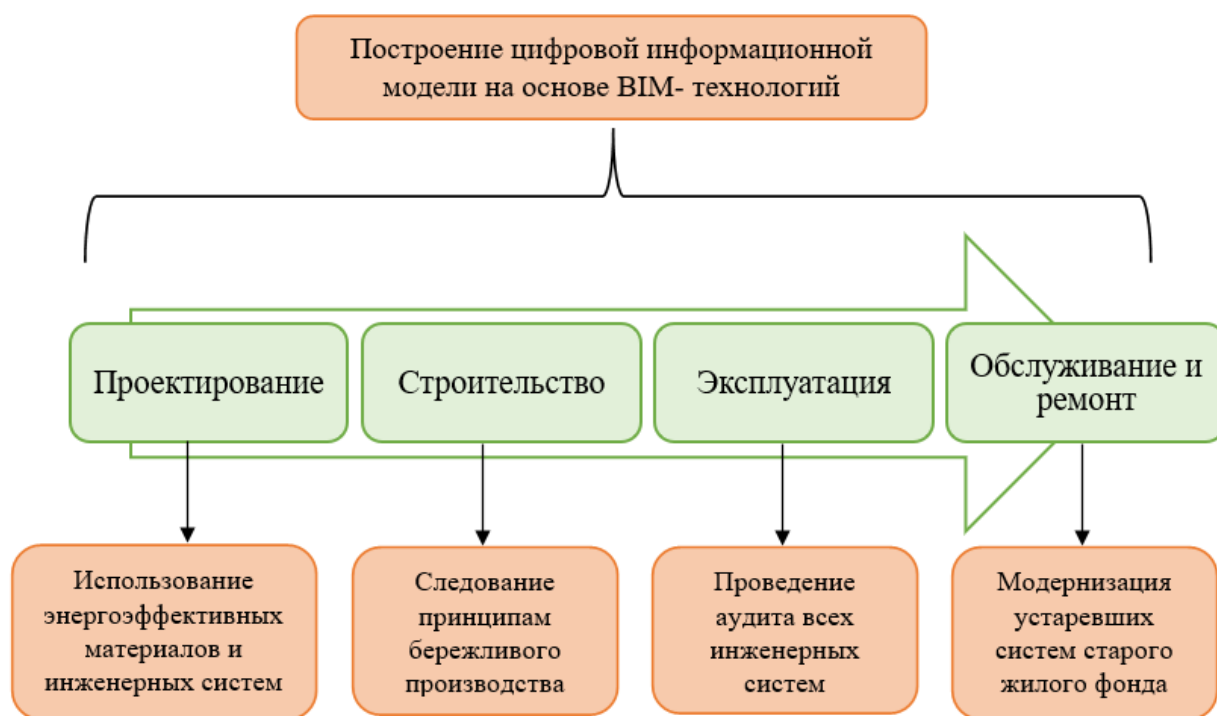 Построение цифровой информационной
модели на основе BIM- технологий
Проектирование
Строительство
Эксплуатация
Обслуживание и
ремонт
Использование
энергоэффективных
материалов и
инженерных систем
Следование
принципам
бережливого
производства
Проведение
аудита всех
инженерных
систем
Модернизация
устаревших
систем старого
жилого фонда